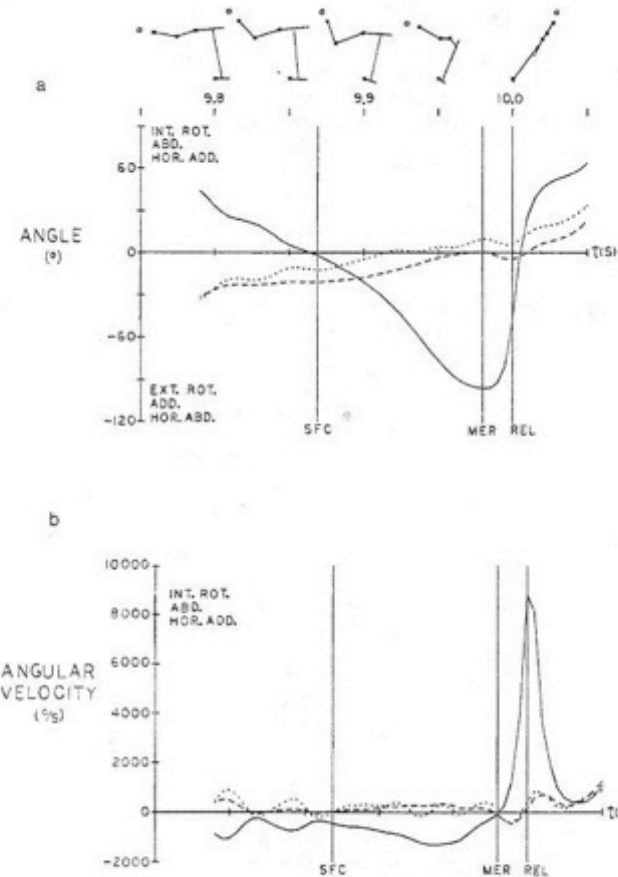 a
9.8 9.9 10.0
INT. ROT.
ABD.
HOR. ADD.
60
ANGLE
(°)
0
T(S)
-60
EXT. ROT.
ADD.
HOR. ABD.
-120
SFC MER REL
b
10000
INT. ROT.
ABD.
HOR. ADD.
8000
6000
ANGULAR
VELOCITY
(°/s)
4000
2000
0
-2000
SFC MER REL